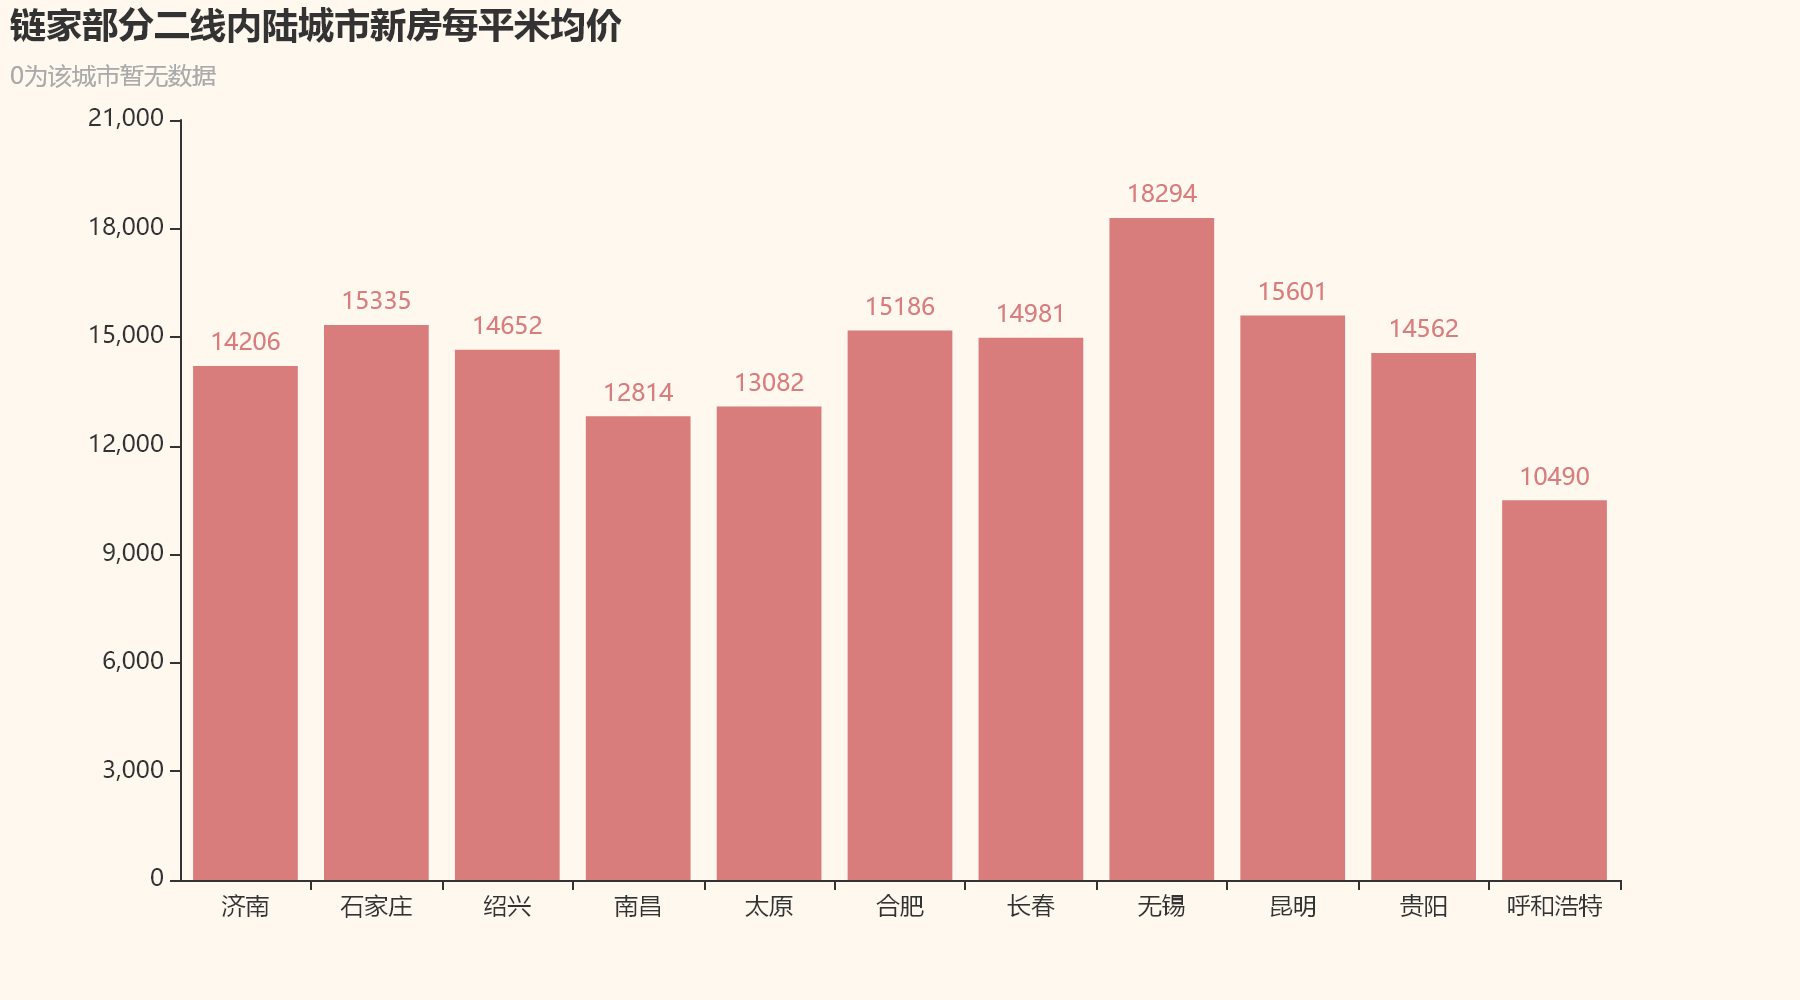 链家部分二线内陆城市新房每平米均价
0为该城市暂无数据
21,000
18,000
15,000
12,000
9,000
6,000
3,000
0
14206
15335
14652
12814
13082
15186
14981
18294
15601
14562
10490
济南
石家庄
绍兴
南昌
太原
合肥
长春
无锡
昆明
贵阳
呼和浩特